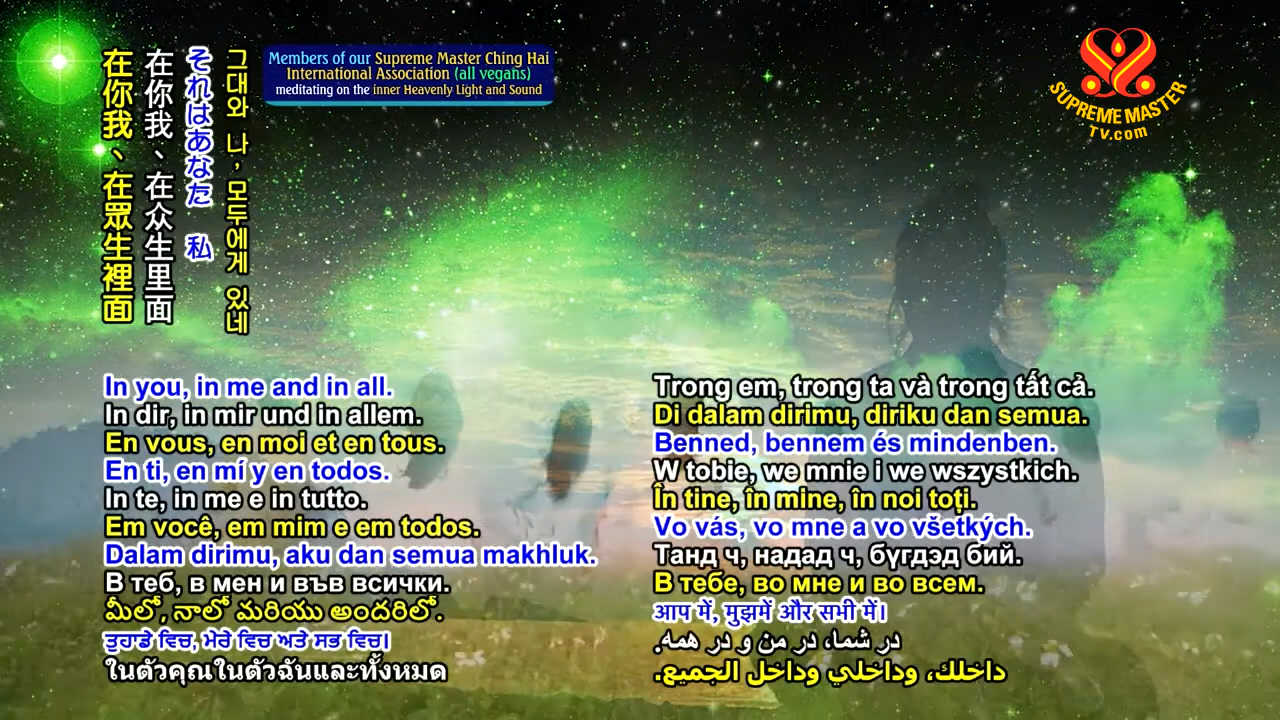 在你我、在眾生裡面
在你我、在众生里面
それはあなた 私
그대와 나, 모두에게 있네
Members of our Supreme Master Ching Hai
International Association (all vegans)
meditating on the inner Heavenly Light and Sound
SUPREME MASTER
TV.com
In you, in me and in all.
In dir, in mir und in allem.
En vous, en moi et en tous.
En ti, en mí y en todos.
In te, in me e in tutto.
Em você, em mim e em todos.
Dalam dirimu, aku dan semua makhluk.
В теб, в мен и във всички.
మీలో, నాలో మరియు అందరిలో.
ਤੁਹਾਡੇ ਵਿਚ, ਮੇਰੇ ਵਿਚ ਅਤੇ ਸਭ ਵਿਚ।
ในตัวคุณในตัวฉันและทั้งหมด
Trong em, trong ta và trong tất cả.
Di dalam dirimu, diriku dan semua.
Benned, bennem és mindenben.
W tobie, we mnie i we wszystkich.
În tine, în mine, în noi toți.
Vo vás, vo mne a vo všetkých.
Танд ч, надад ч, бүгдэд бий.
В тебе, во мне и во всем.
आप में, मुझमें और सभी में।
در شما، در من و در همه.
داخلك، وداخلي وداخل الجميع.